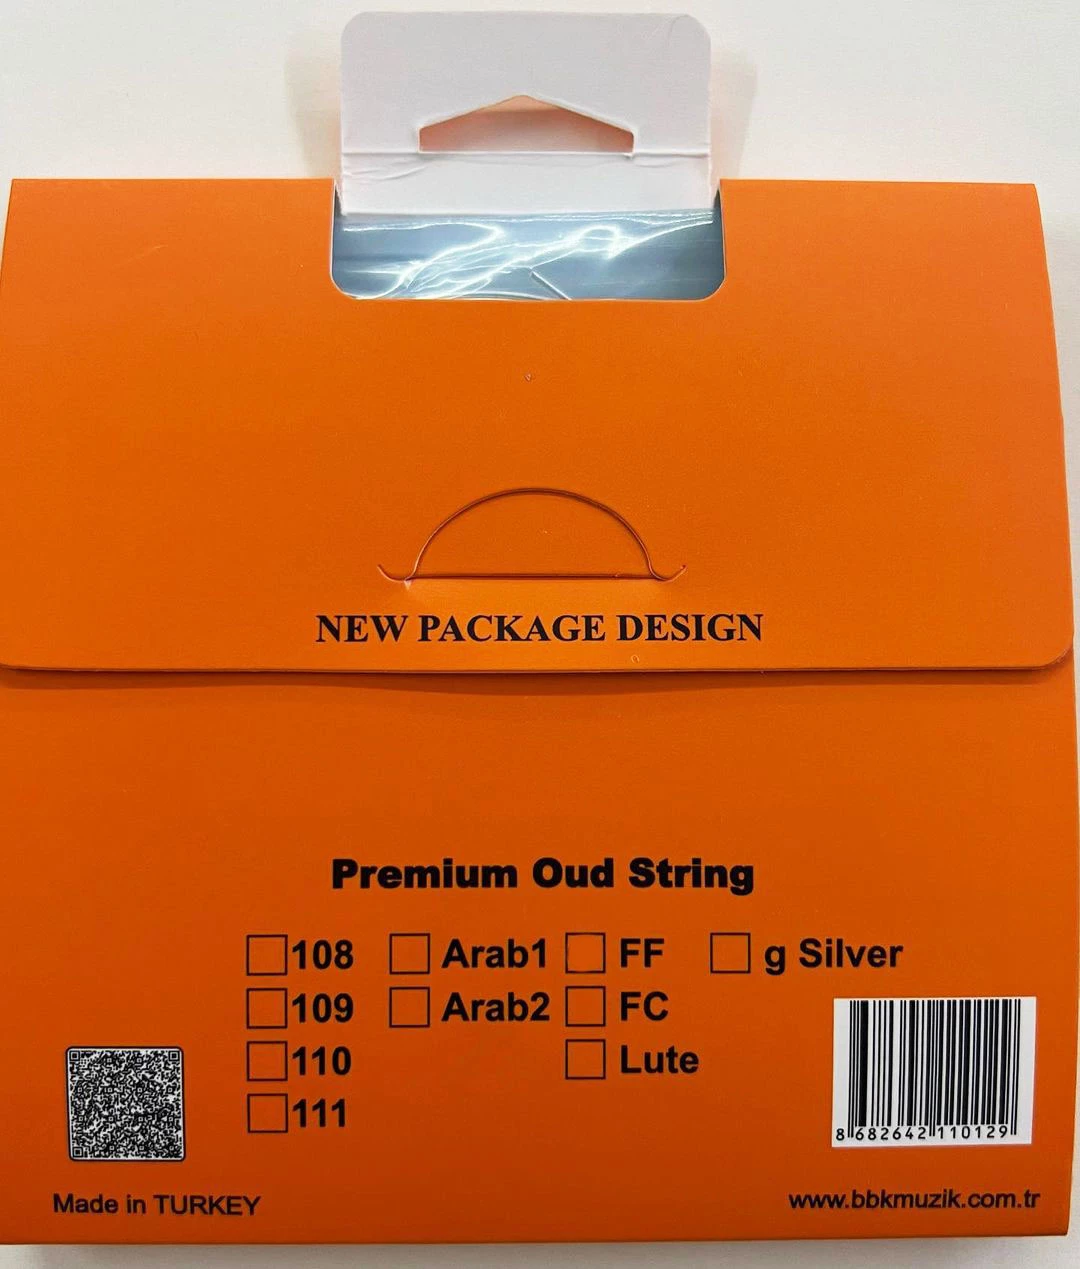 NEW PACKAGE DESIGN
Premium Oud String
108 Arab1 FF g Silver
109 Arab2 FC
110 Lute
111
8 682642 110129
Made in TURKEY
www.bbkmuzik.com.tr